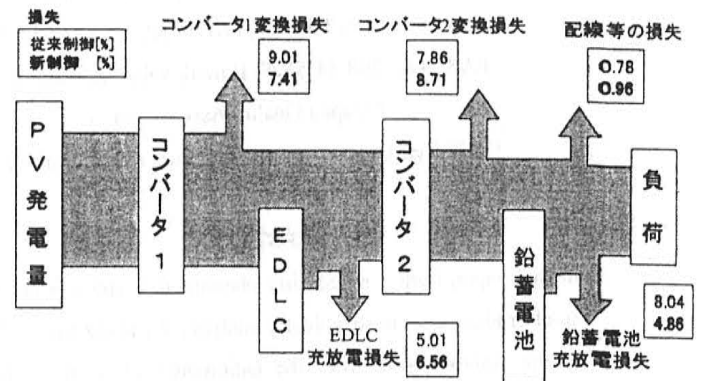 損失
従来制御[%]
新制御 [%]
コンバータ1変換損失
9.01
7.41
コンバータ2変換損失
7.86
8.71
配線等の損失
0.78
0.96
PV発電量
コンバータ1
EDLC
コンバータ2
鉛蓄電池
負荷
EDLC
充放電損失
5.01
6.56
鉛蓄電池
充放電損失
8.04
4.86